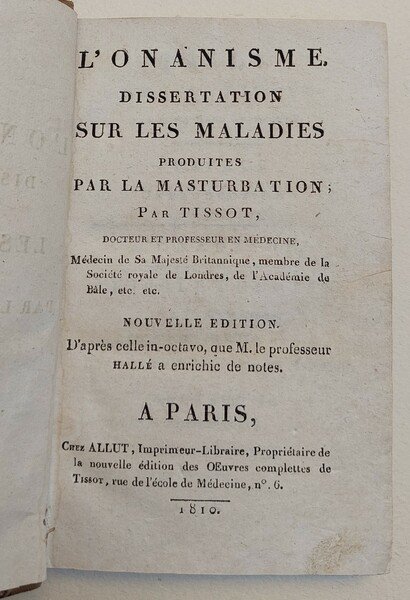 L'ONANISME.
DISSERTATION
SUR LES MALADIES
PRODUITES
PAR LA MASTURBATION;
PAR TISSOT,
DOCTEUR ET PROFESSEUR EN MÉDECINE,
Médecin de Sa Majesté Britannique, membre de la
Société royale de Londres, de l'Académie de
Bâle, etc. etc.
NOUVELLE EDITION.
D'après celle in-octavo, que M. le professeur
HALLÉ a enrichie de notes.
A PARIS,
CHEZ ALLUT, Imprimeur-Libraire, Propriétaire de
la nouvelle édition des OEuvres complettes de
TISSOT, rue de l'école de Médecine, n°. 6.
1810.